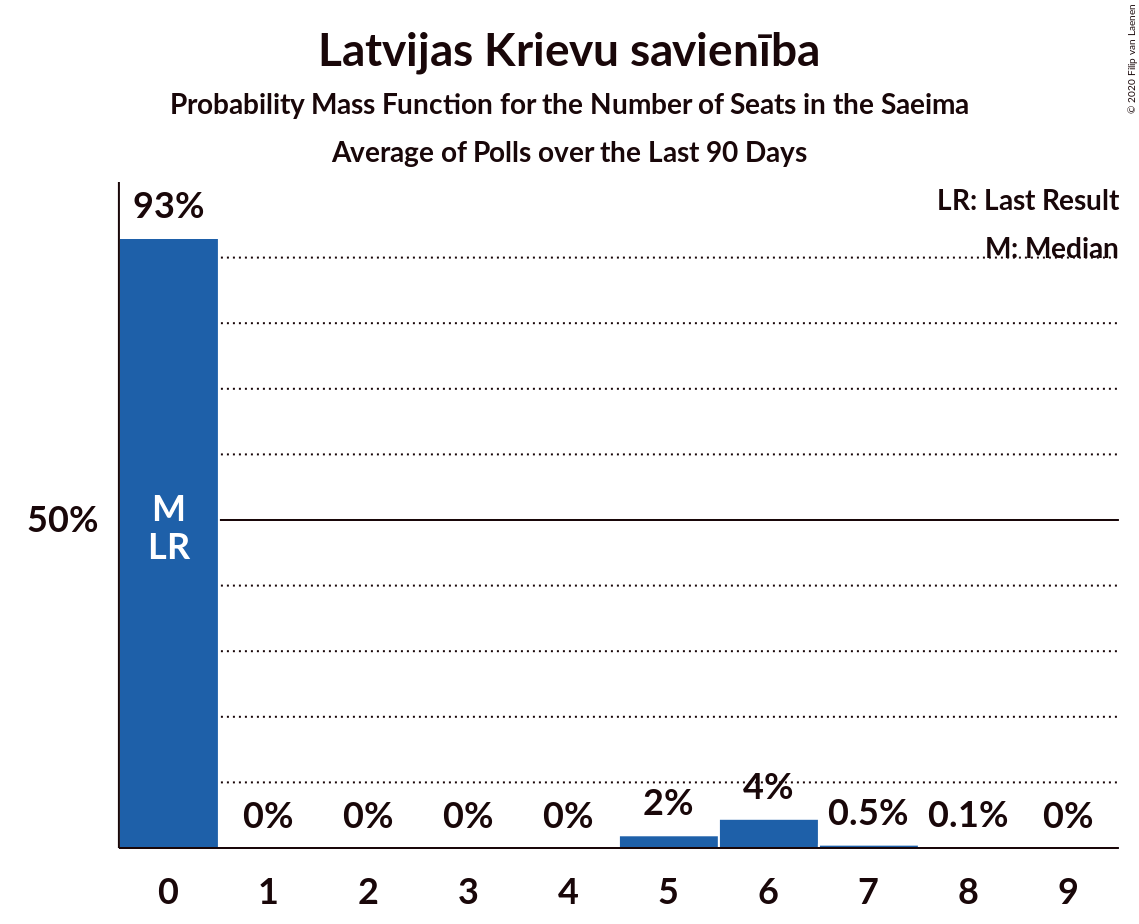 Latvijas Krievu savienība
Probability Mass Function for the Number of Seats in the Saeima
Average of Polls over the Last 90 Days
© 2020 Filip van Laenen
LR: Last Result
M: Median
93%
50%
M
LR
0%
0%
0%
0%
2%
4%
0.5%
0.1%
0%
0
1
2
3
4
5
6
7
8
9